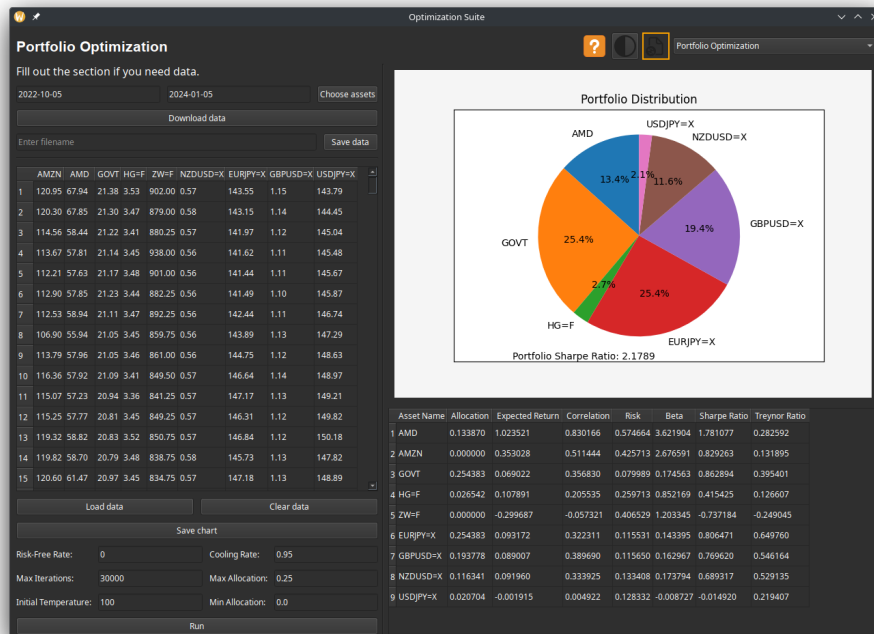 Optimization Suite
Portfolio Optimization
? Portfolio Optimization
Fill out the section if you need data.
2022-10-05 2024-01-05 Choose assets
Download data
Enter filename Save data
AMZN AMD GOVT HG=F ZW=F NZDUSD=X EURJPY=X GBPUSD=X USDJPY=X
1 120.95 67.94 21.38 3.53 902.00 0.57 143.55 1.15 143.79
2 120.30 67.85 21.30 3.47 879.00 0.58 143.15 1.14 144.45
3 114.56 58.44 21.22 3.41 880.25 0.57 141.97 1.12 145.04
4 113.67 57.81 21.14 3.45 938.00 0.56 141.62 1.11 145.48
5 112.21 57.63 21.17 3.48 901.00 0.56 141.44 1.11 145.67
6 112.90 57.85 21.23 3.44 882.25 0.56 141.49 1.10 145.87
7 112.53 58.94 21.11 3.47 892.25 0.56 142.44 1.11 146.74
8 106.90 55.94 21.05 3.45 859.75 0.56 143.89 1.13 147.29
9 113.79 57.96 21.05 3.46 861.00 0.56 144.75 1.12 148.63
10 116.36 57.92 21.09 3.41 849.50 0.57 146.64 1.14 148.97
11 115.07 57.23 20.94 3.36 841.25 0.57 147.17 1.13 149.21
12 115.25 57.77 20.81 3.45 849.25 0.57 146.31 1.12 149.82
13 119.32 58.82 20.83 3.52 850.75 0.57 146.84 1.12 150.18
14 119.82 58.70 20.79 3.48 838.75 0.58 145.73 1.13 147.82
15 120.60 61.47 20.97 3.45 834.75 0.57 147.18 1.13 148.89
Load data Clear data
Save chart
Risk-Free Rate: 0 Cooling Rate: 0.95
Max Iterations: 30000 Max Allocation: 0.25
Initial Temperature: 100 Min Allocation: 0.0
Run
Portfolio Distribution
USDJPY=X
AMD NZDUSD=X
13.4% 2.1% 11.6%
GBPUSD=X
19.4%
GOVT 25.4%
2.7% 25.4%
HG=F
EURJPY=X
Portfolio Sharpe Ratio: 2.1789
Asset Name Allocation Expected Return Correlation Risk Beta Sharpe Ratio Treynor Ratio
1 AMD 0.133870 1.023521 0.830166 0.574664 3.621904 1.781077 0.282592
2 AMZN 0.000000 0.353028 0.511444 0.425713 2.676591 0.829263 0.131895
3 GOVT 0.254383 0.069022 0.356830 0.079989 0.174563 0.862894 0.395401
4 HG=F 0.026542 0.107891 0.205535 0.259713 0.852169 0.415425 0.126607
5 ZW=F 0.000000 -0.299687 -0.057321 0.406529 1.203345 -0.737184 -0.249045
6 EURJPY=X 0.254383 0.093172 0.322311 0.115531 0.143395 0.806471 0.649760
7 GBPUSD=X 0.193778 0.089007 0.389690 0.115650 0.162967 0.769620 0.546164
8 NZDUSD=X 0.116341 0.091960 0.333925 0.133408 0.173794 0.689317 0.529135
9 USDJPY=X 0.020704 -0.001915 0.004922 0.128332 -0.008727 -0.014920 0.219407